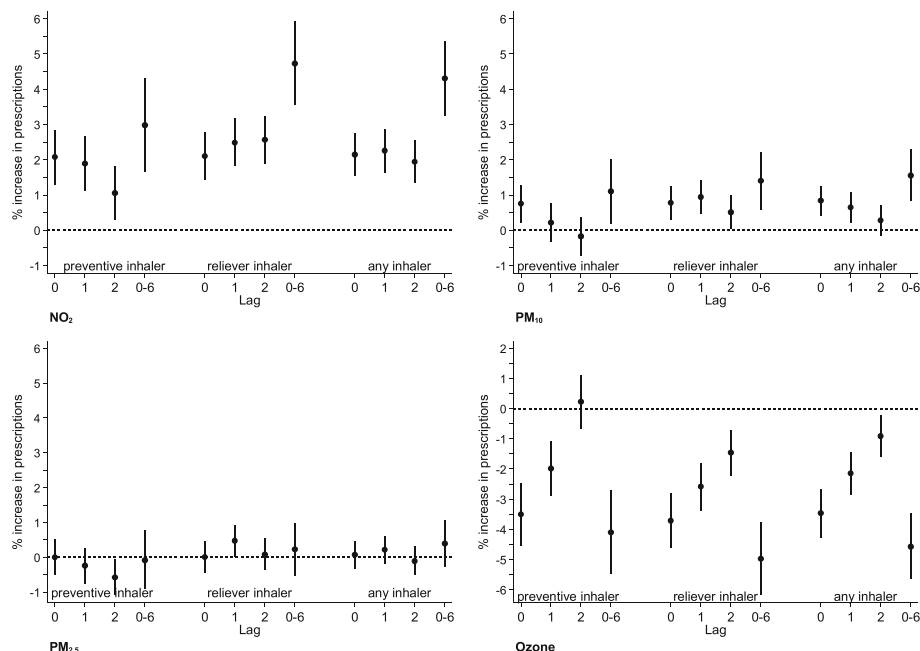 % increase in prescriptions
6
5
4
3
2
1
0
-1
preventive inhaler reliever inhaler any inhaler
0 1 2 0-6 0 1 2 0-6 0 1 2 0-6
Lag
NO₂
% increase in prescriptions
6
5
4
3
2
1
0
-1
preventive inhaler reliever inhaler any inhaler
0 1 2 0-6 0 1 2 0-6 0 1 2 0-6
Lag
PM₁₀
% increase in prescriptions
6
5
4
3
2
1
0
-1
preventive inhaler reliever inhaler any inhaler
0 1 2 0-6 0 1 2 0-6 0 1 2 0-6
Lag
PM₂.₅
% increase in prescriptions
2
1
0
-1
-2
-3
-4
-5
-6
preventive inhaler reliever inhaler any inhaler
0 1 2 0-6 0 1 2 0-6 0 1 2 0-6
Lag
Ozone